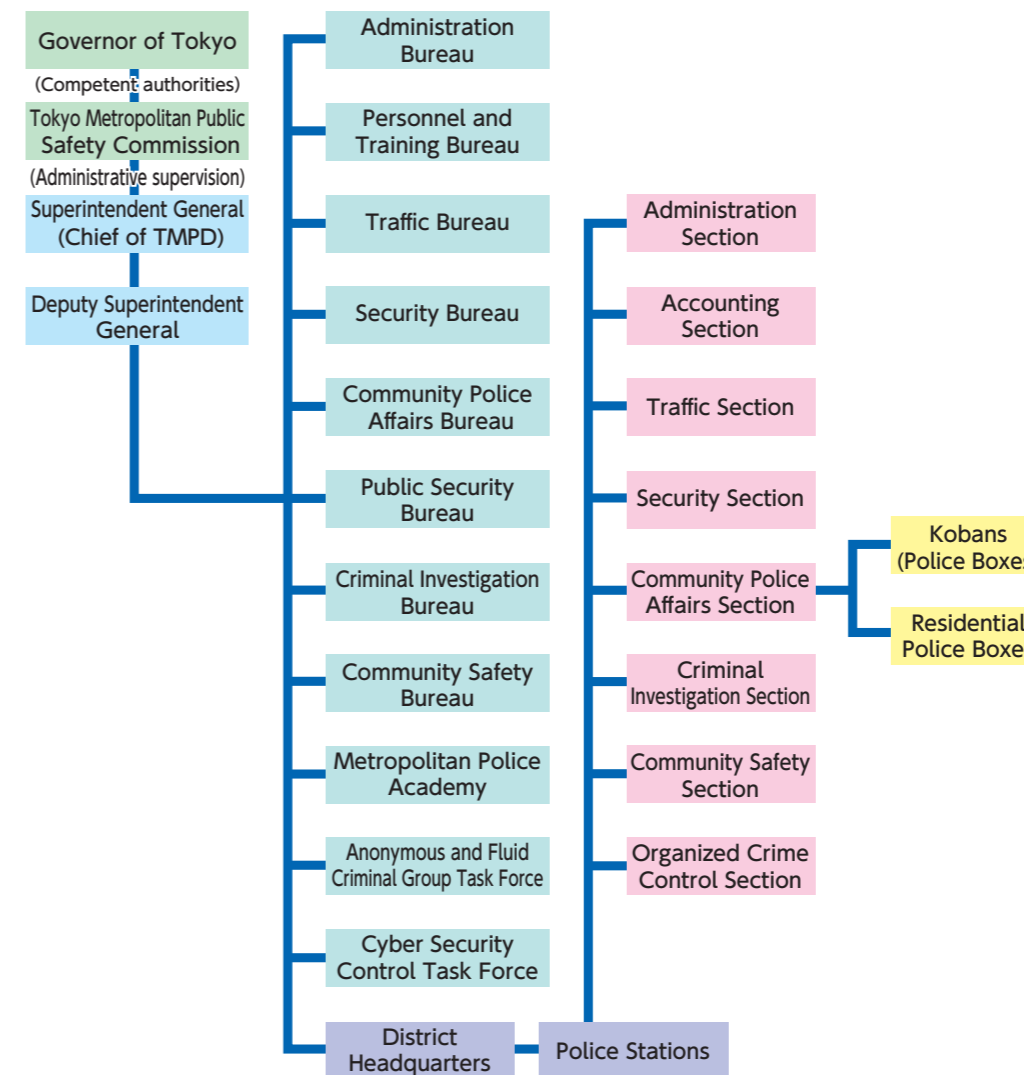 Governor of Tokyo
(Competent authorities)
Tokyo Metropolitan Public
Safety Commission
(Administrative supervision)
Superintendent General
(Chief of TMPD)
Deputy Superintendent
General
Administration
Bureau
Personnel and
Training Bureau
Traffic Bureau
Security Bureau
Community Police
Affairs Bureau
Public Security
Bureau
Criminal Investigation
Bureau
Community Safety
Bureau
Metropolitan Police
Academy
Anonymous and Fluid
Criminal Group Task Force
Cyber Security
Control Task Force
District
Headquarters
Police Stations
Administration
Section
Accounting
Section
Traffic Section
Security Section
Community Police
Affairs Section
Criminal
Investigation Section
Community Safety
Section
Organized Crime
Control Section
Kobans
(Police Boxes
Residential
Police Boxe